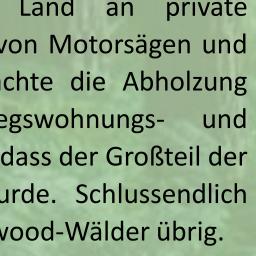 Land an private
von Motorsägen und
chte die Abholzung
egswohnungs- und
dass der Großteil der
urde. Schlussendlich
wood-Wälder übrig.